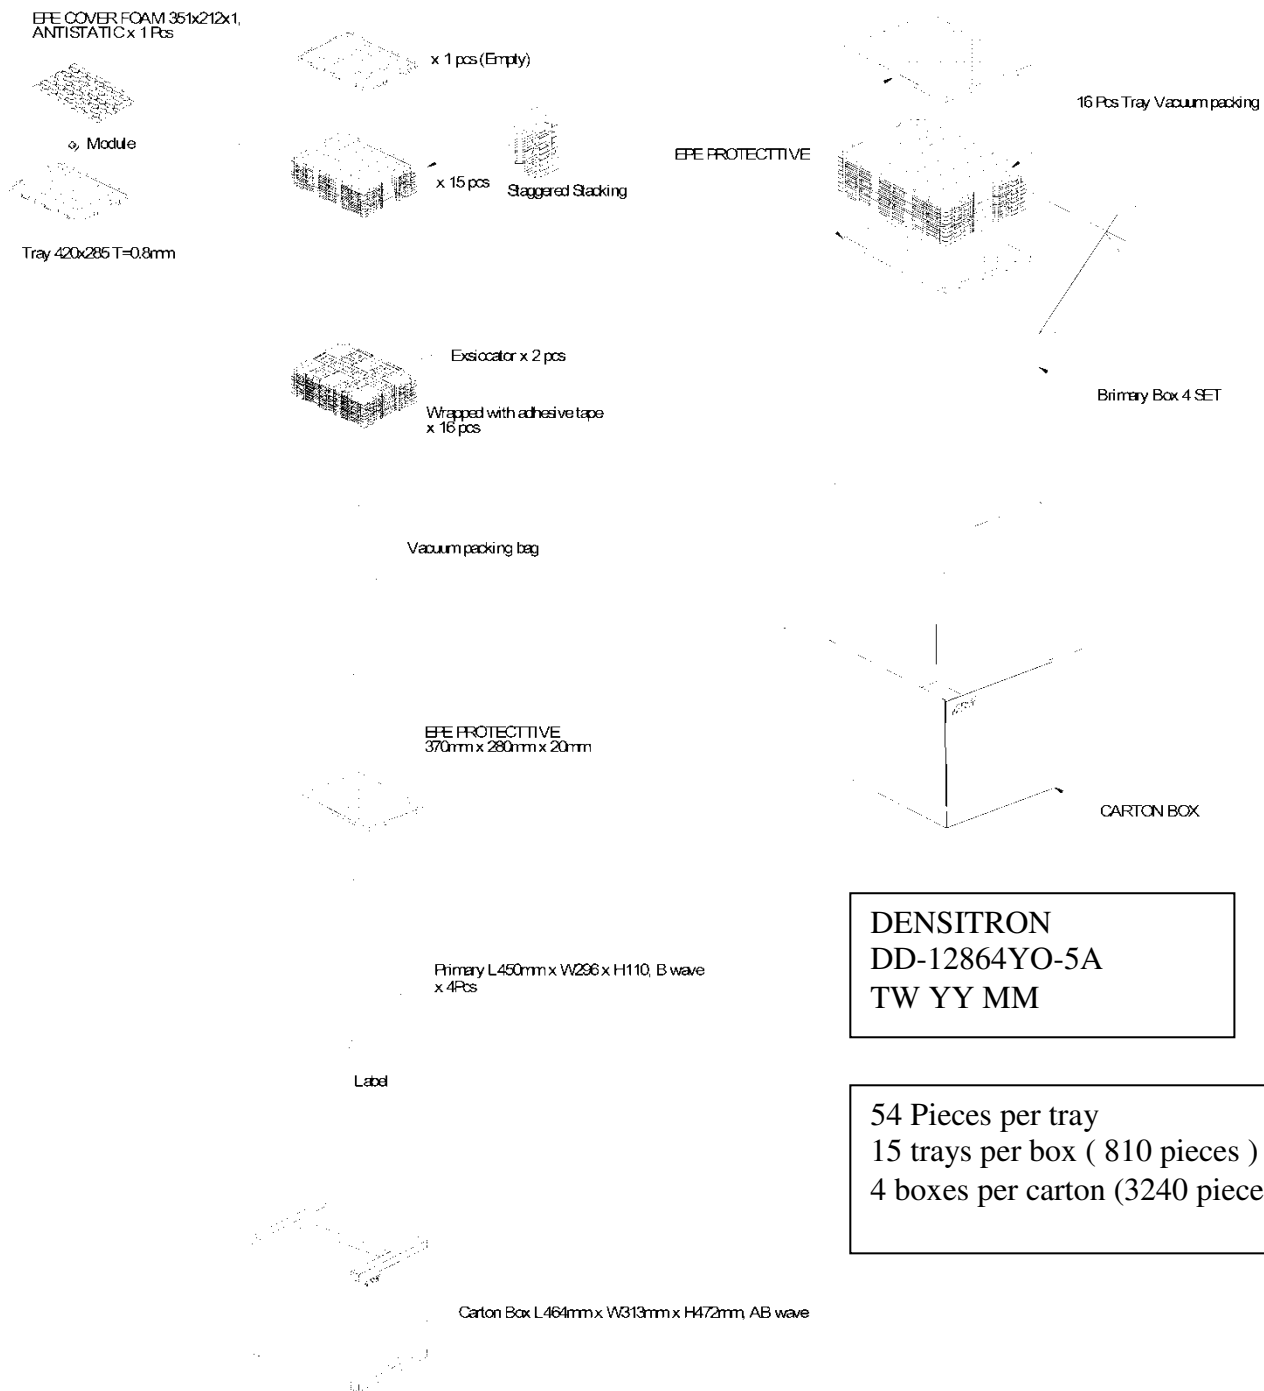 EPE COVER FOAM 351x212x1,
ANTISTATIC x 1 Pcs
x 1 pcs (Empty)
16 Pcs Tray Vacuum packing
Module
EPE PROTECTTIVE
x 15 pcs
Staggered Stacking
Tray 420x285 T=0.8mm
Exsiccator x 2 pcs
Wrapped with adhesive tape
x 16 pcs
Brimary Box 4 SET
Vacuum packing bag
EPE PROTECTTIVE
370mm x 280mm x 20mm
CARTON BOX
DENSITRON
DD-12864YO-5A
TW YY MM
Primary L450mm x W296 x H110, B wave
x 4Pcs
Label
54 Pieces per tray
15 trays per box ( 810 pieces )
4 boxes per carton (3240 piece
Carton Box L464mm x W313mm x H472mm, AB wave